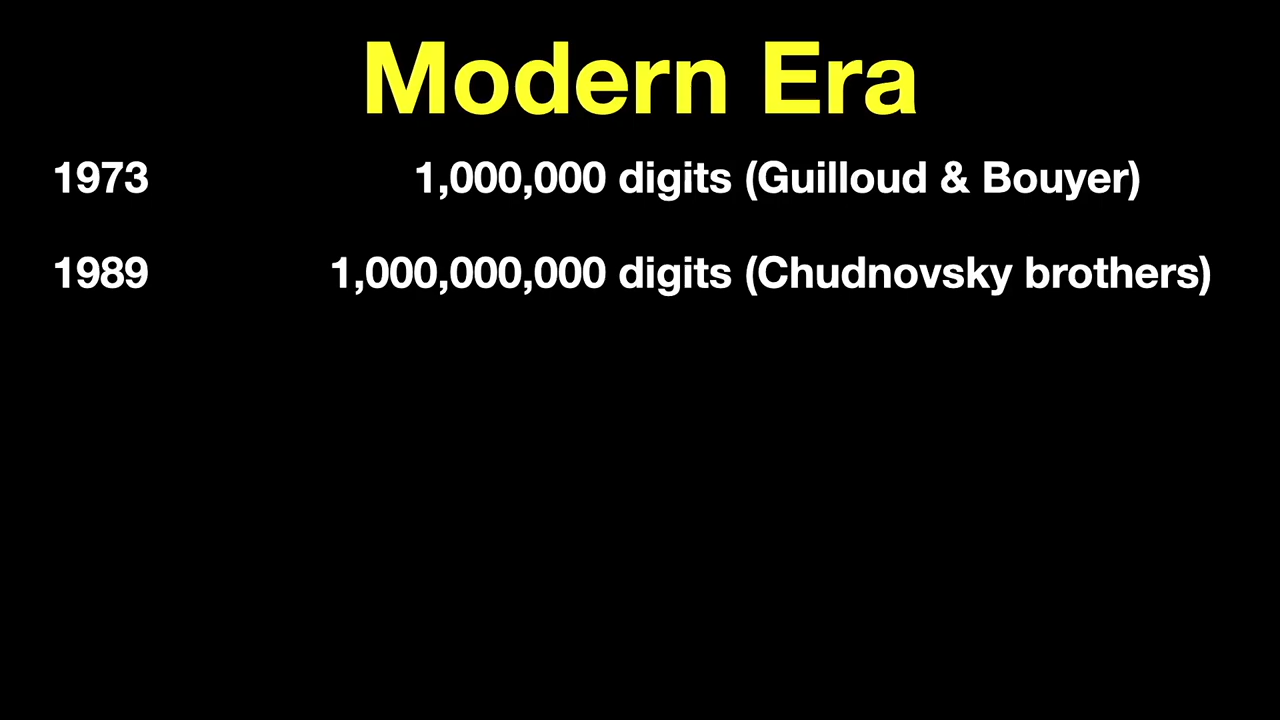 Modern Era
1973 1,000,000 digits (Guilloud & Bouyer)
1989 1,000,000,000 digits (Chudnovsky brothers)